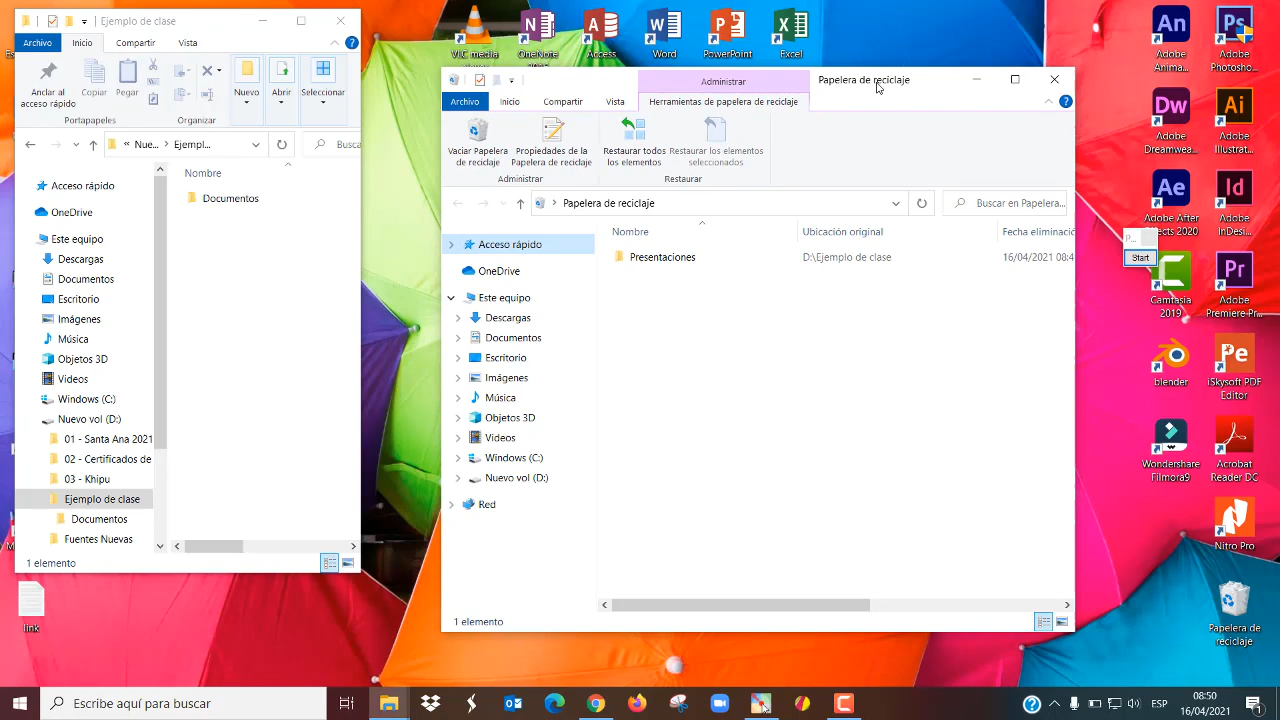 Ejemplo de clase
Archivo
Inicio
Compartir
Vista
Anclar al
acceso rápido
Copiar
Pegar
Portapapeles
Organizar
Nuevo
Abrir
Seleccionar
« Nue... > Ejempl...
Busca
Nombre
Documentos
Acceso rápido
OneDrive
Este equipo
Descargas
Documentos
Escritorio
Imágenes
Música
Objetos 3D
Videos
Windows (C:)
Nuevo vol (D:)
01 - Santa Ana 2021
02 - Certificados de
03 - Khipu
Ejemplo de clase
Documentos
Fuentes Nuevas
1 elemento
link
VLC media
OneNote
Access
Word
PowerPoint
Excel
Administrar
Papelera de reciclaje
Archivo
Inicio
Compartir
Vista
Herramientas de papelera de reciclaje
Vaciar Papelera
de reciclaje
Propiedades de la
Papelera de reciclaje
Administrar
Restaurar todos
los elementos
Restaurar los elementos
seleccionados
Restaurar
Papelera de reciclaje
Buscar en Papelera...
Nombre
Ubicación original
Fecha eliminació
Presentaciones
D:\Ejemplo de clase
16/04/2021 08:4
Acceso rápido
OneDrive
Este equipo
Descargas
Documentos
Escritorio
Imágenes
Música
Objetos 3D
Videos
Windows (C:)
Nuevo vol (D:)
Red
1 elemento
Adobe
Anima...
Adobe
Photosho...
Adobe
Dreamwea...
Adobe
Illustrat...
Adobe After
Effects 2020
Adobe
InDesi...
P...
Start
Camtasia
2019
Adobe
Premiere Pr...
blender
iSkysoft PDF
Editor
Wondershare
Filmora9
Acrobat
Reader DC
Nitro Pro
Papelera de
reciclaje
Escribe aquí para buscar
ESP
08:50
16/04/2021
1